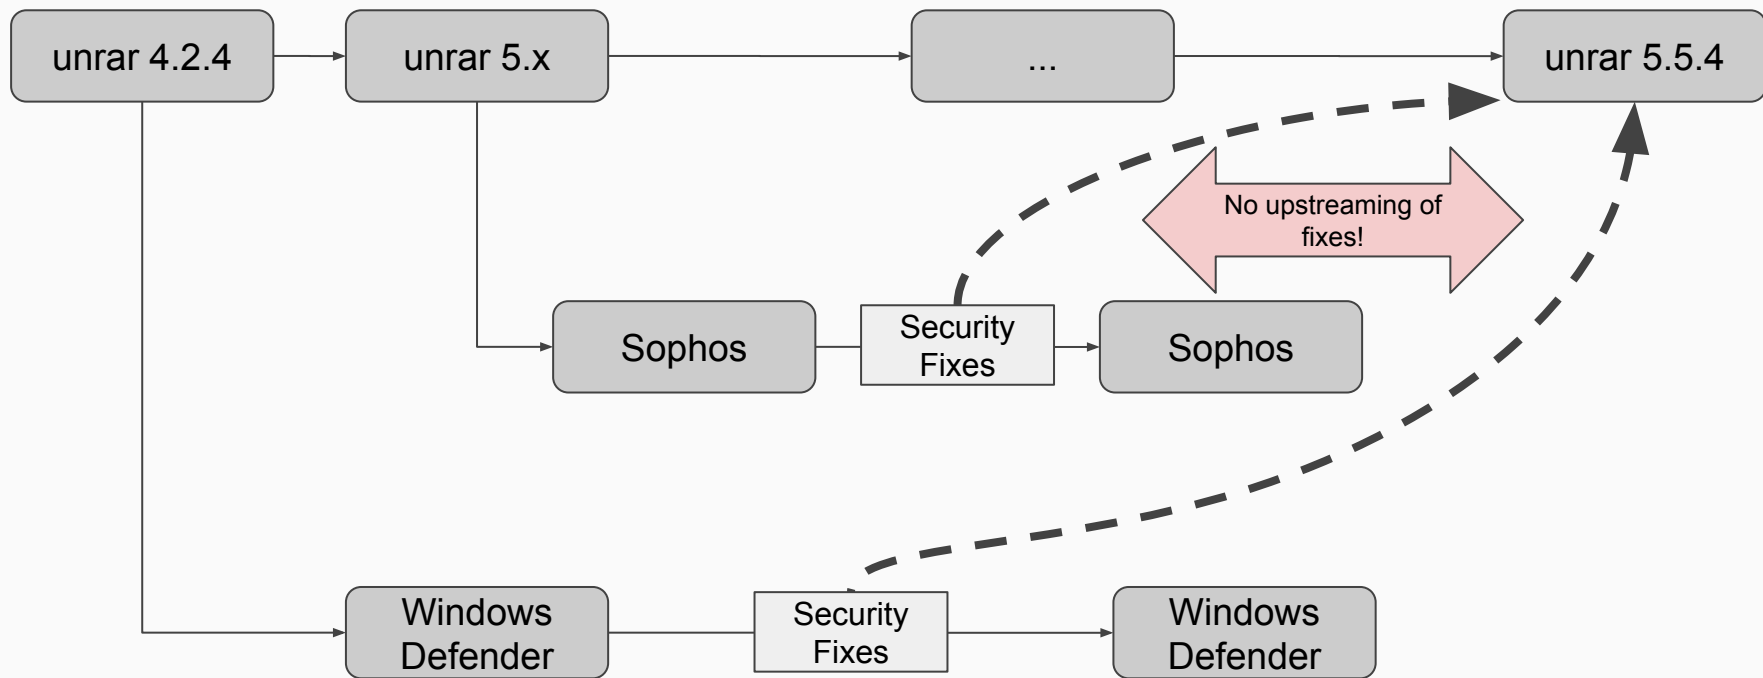 unrar 4.2.4
unrar 5.x
...
unrar 5.5.4
No upstreaming of
fixes!
Sophos
Security
Fixes
Sophos
Windows
Defender
Security
Fixes
Windows
Defender